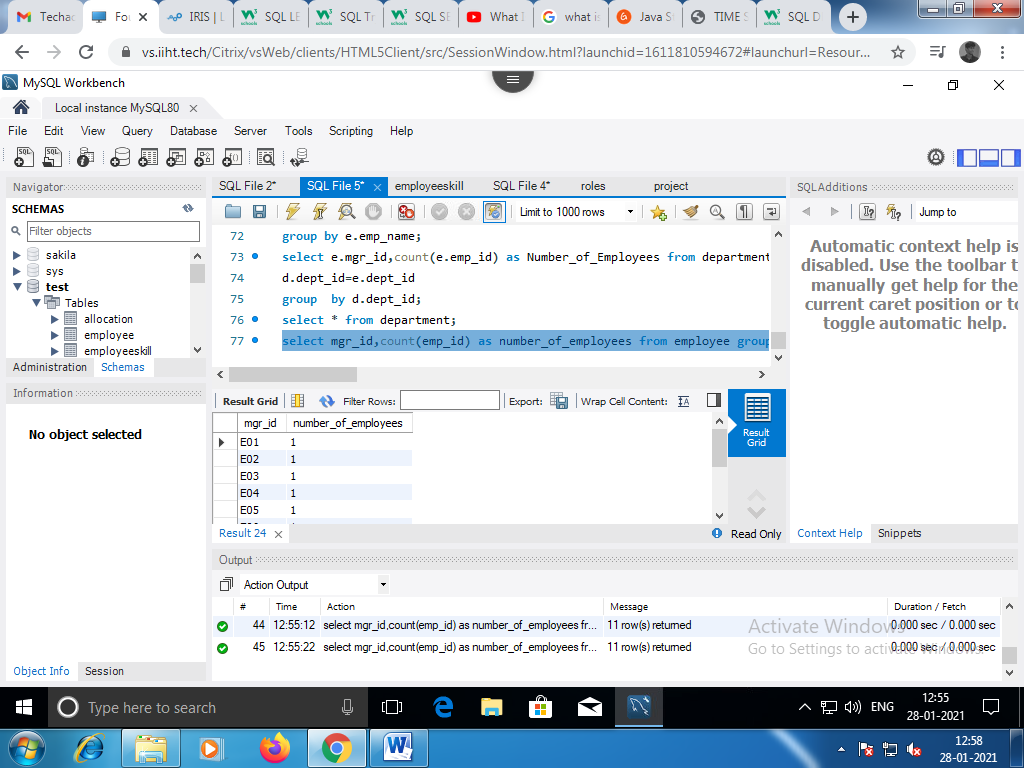 Techac
Fou
IRIS | L
SQL LE
SQL Tr
SQL SE
What I
what is
Java S
TIME S
SQL D
vs.iiht.tech/Citrix/vsWeb/clients/HTML5Client/src/SessionWindow.html?launchid=1611810594672#launchurl=Resour...
MySQL Workbench
Local instance MySQL80
File Edit View Query Database Server Tools Scripting Help
Navigator
SCHEMAS
Filter objects
sakila
sys
test
Tables
allocation
employee
employeeskill
Administration Schemas
Information
No object selected
Object Info Session
SQL File 2* SQL File 5* employeeskill SQL File 4* roles project
Limit to 1000 rows
72 group by e.emp_name;
73 select e.mgr_id,count(e.emp_id) as Number_of_Employees from department
74 d.dept_id=e.dept_id
75 group by d.dept_id;
76 select * from department;
77 select mgr_id,count(emp_id) as number_of_employees from employee group
Result Grid Filter Rows: Export: Wrap Cell Content:
mgr_id number_of_employees
E01 1
E02 1
E03 1
E04 1
E05 1
Result Grid
Result 24
Read Only
SQLAdditions
Jump to
Automatic context help is
disabled. Use the toolbar t
manually get help for the
current caret position or to
toggle automatic help.
Context Help Snippets
Output
Action Output
# Time Action Message Duration / Fetch
44 12:55:12 select mgr_id,count(emp_id) as number_of_employees fr... 11 row(s) returned 0.000 sec / 0.000 sec
45 12:55:22 select mgr_id,count(emp_id) as number_of_employees fr... 11 row(s) returned 0.000 sec / 0.000 sec
Activate Windows
Go to Settings to activate Windows.
Type here to search
ENG
12:55
28-01-2021
12:58
28-01-2021